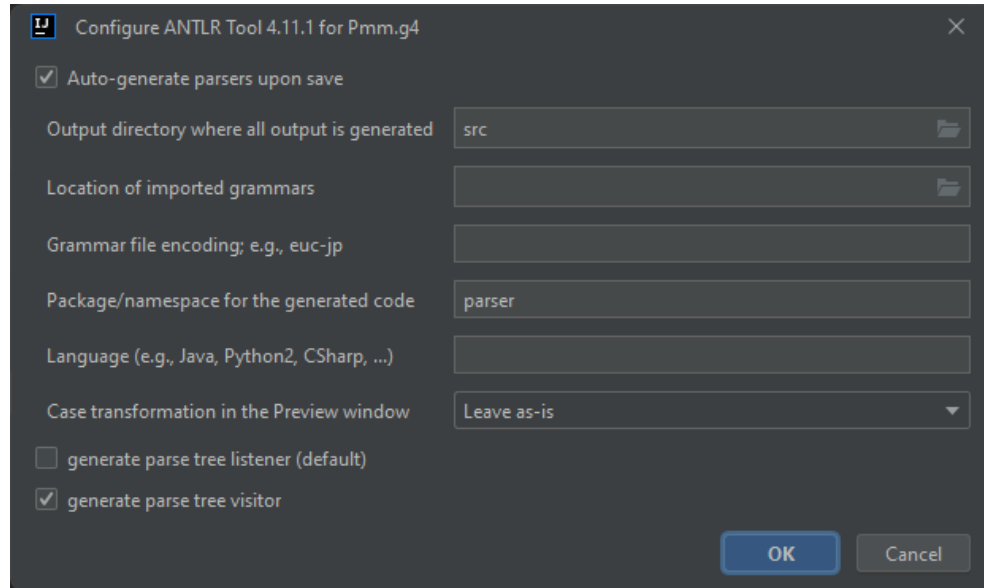 IJ
Configure ANTLR Tool 4.11.1 for Pmm.g4
Auto-generate parsers upon save
Output directory where all output is generated src
Location of imported grammars
Grammar file encoding; e.g., euc-jp
Package/namespace for the generated code parser
Language (e.g., Java, Python2, CSharp, ...)
Case transformation in the Preview window Leave as-is
generate parse tree listener (default)
generate parse tree visitor
OK Cancel